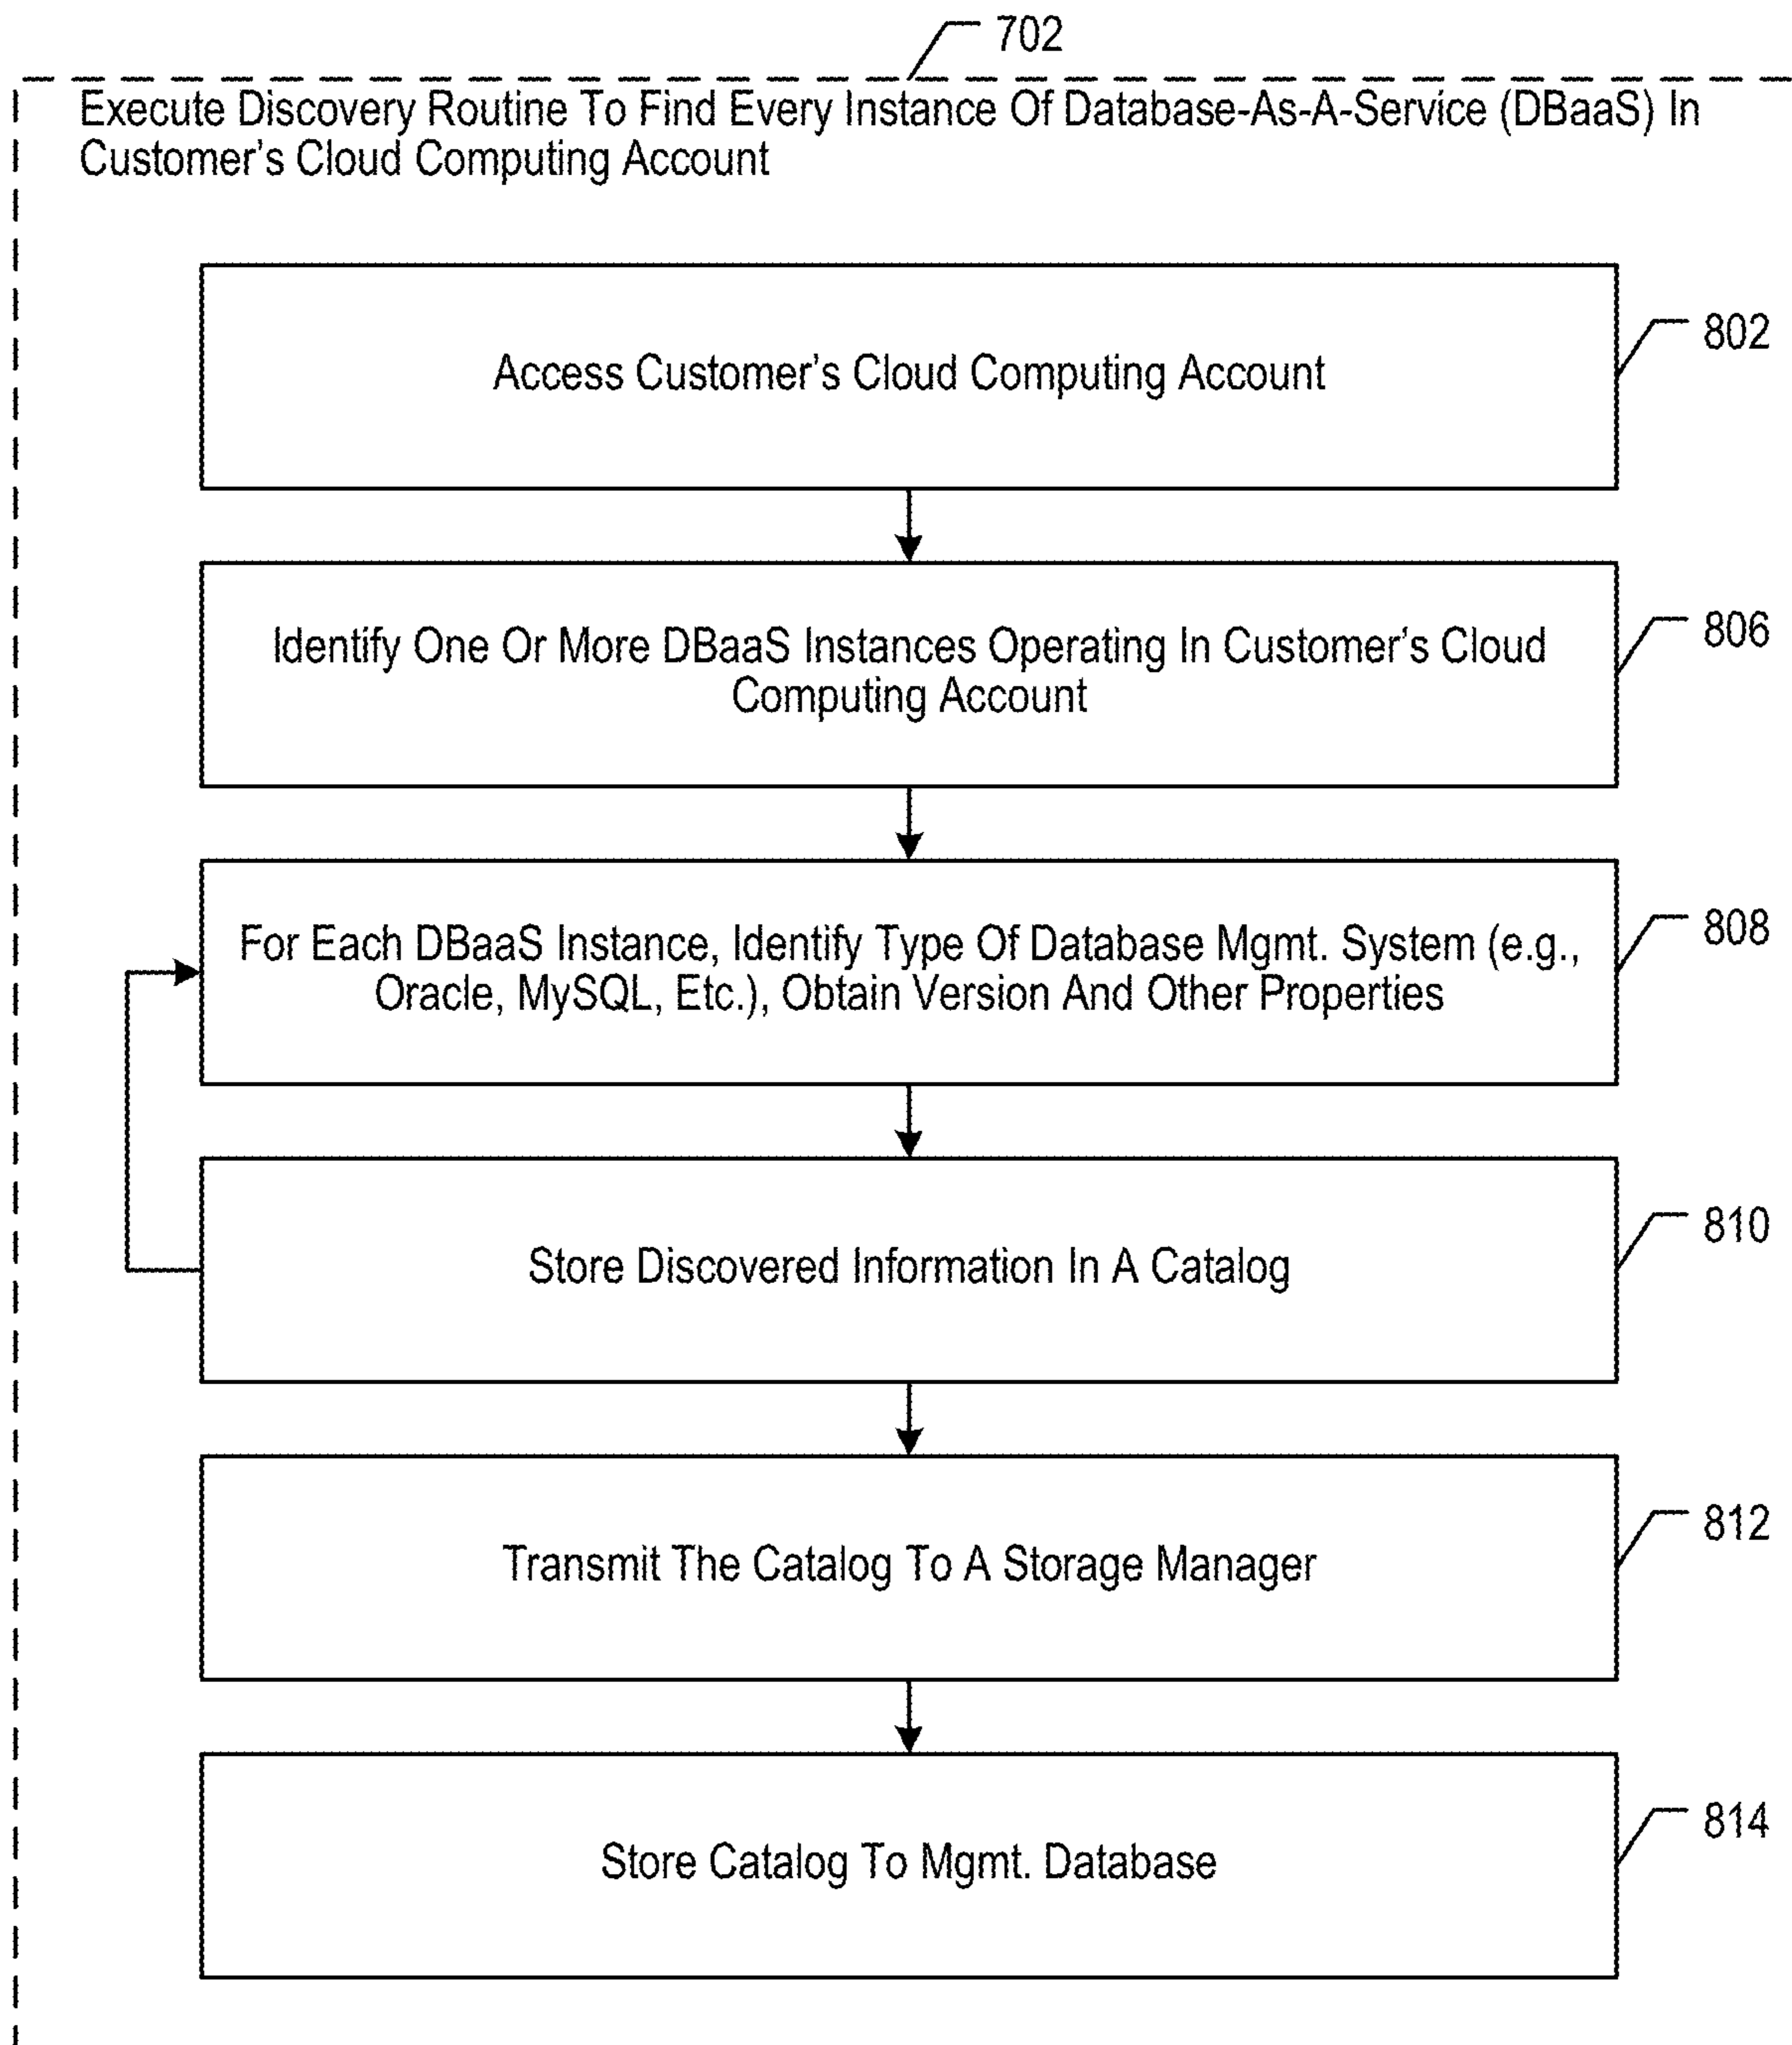 702
Execute Discovery Routine To Find Every Instance Of Database-As-A-Service (DBaaS) In
Customer’s Cloud Computing Account
Access Customer’s Cloud Computing Account
802
Identify One Or More DBaaS Instances Operating In Customer’s Cloud
Computing Account
806
For Each DBaaS Instance, Identify Type Of Database Mgmt. System (e.g.,
Oracle, MySQL, Etc.), Obtain Version And Other Properties
808
Store Discovered Information In A Catalog
810
Transmit The Catalog To A Storage Manager
812
Store Catalog To Mgmt. Database
814